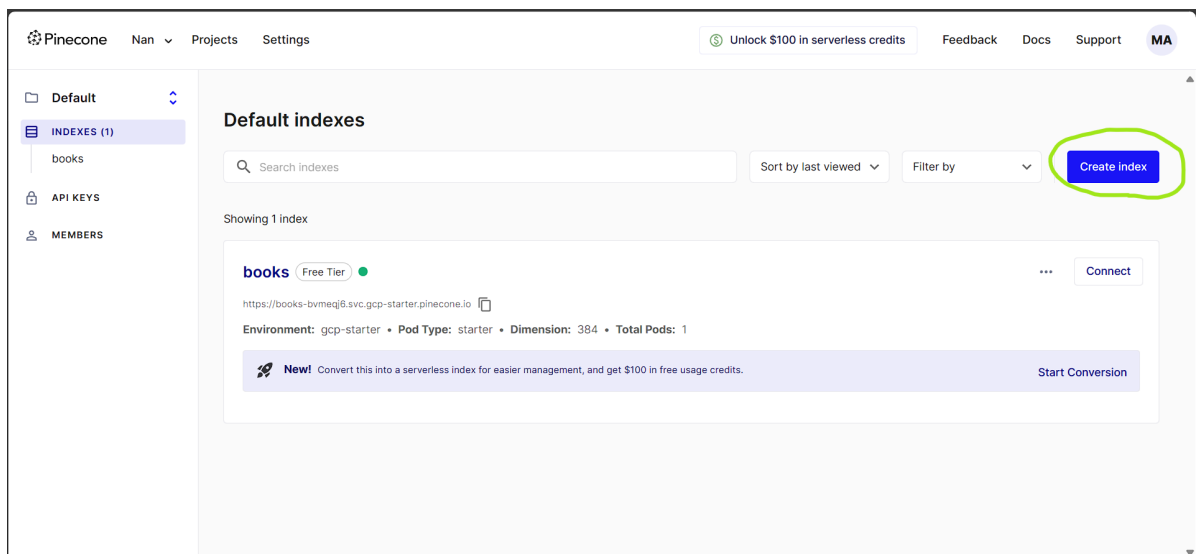 Pinecone Nan Projects Settings Unlock $100 in serverless credits Feedback Docs Support MA
Default
INDEXES (1)
books
API KEYS
MEMBERS
Default indexes
Search indexes Sort by last viewed Filter by Create index
Showing 1 index
books Free Tier Connect
https://books-bvmeqj6.svc.gcp-starter.pinecone.io
Environment: gcp-starter • Pod Type: starter • Dimension: 384 • Total Pods: 1
New! Convert this into a serverless index for easier management, and get $100 in free usage credits. Start Conversion